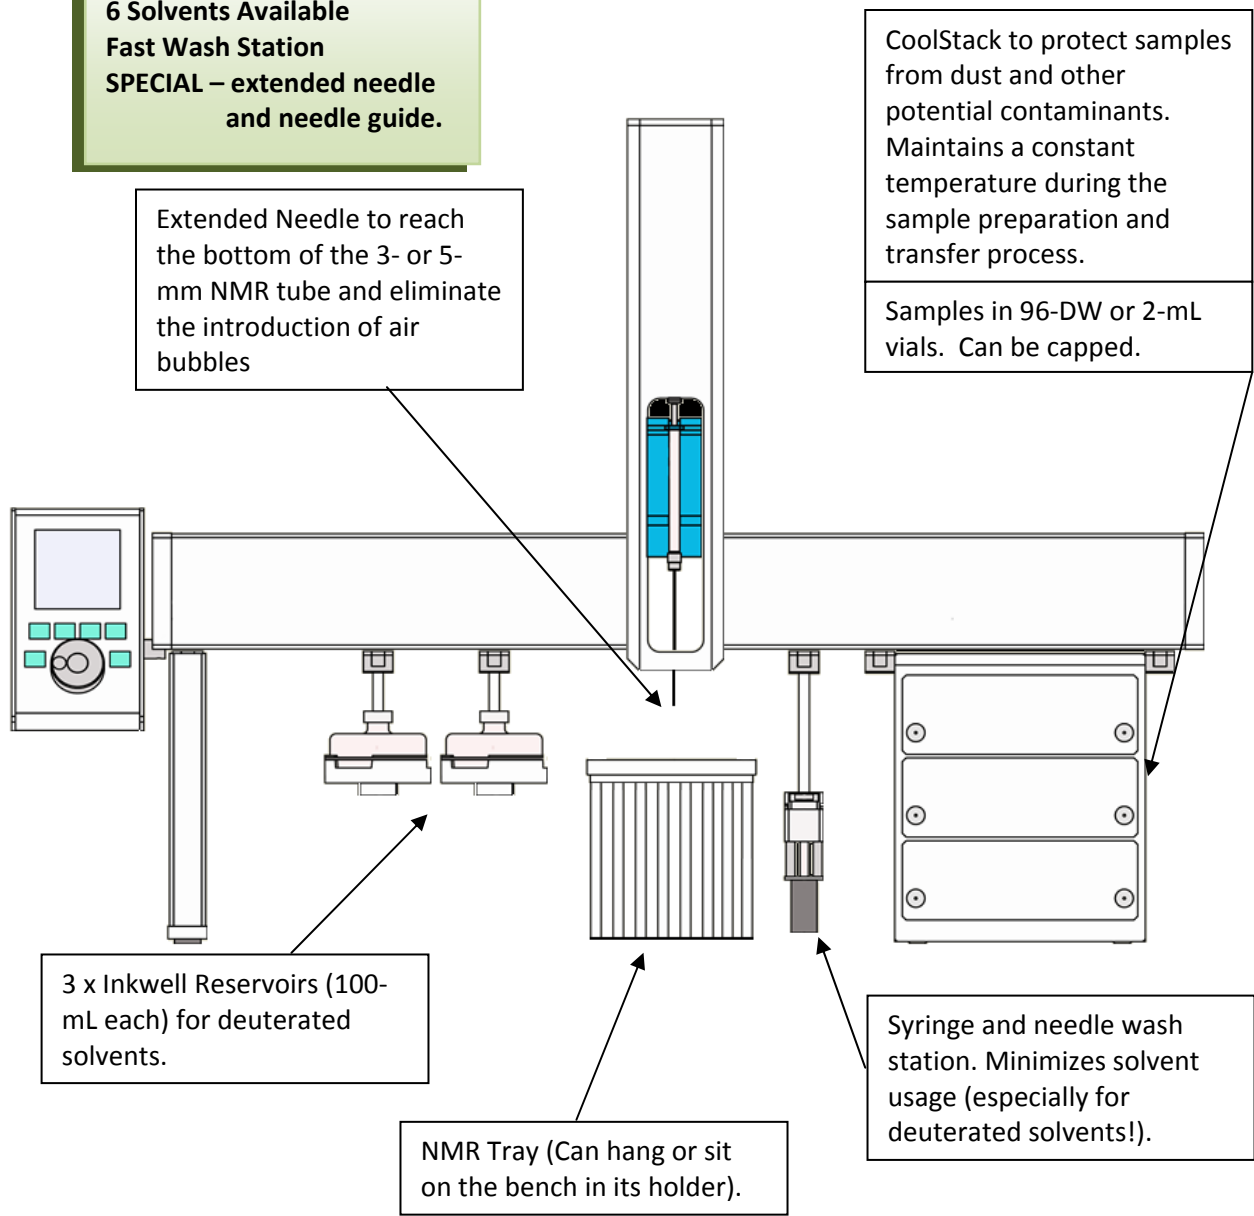 6 Solvents Available
Fast Wash Station
SPECIAL – extended needle
and needle guide.
CoolStack to protect samples
from dust and other
potential contaminants.
Maintains a constant
temperature during the
sample preparation and
transfer process.
Samples in 96-DW or 2-mL
vials.  Can be capped.
Extended Needle to reach
the bottom of the 3- or 5-
mm NMR tube and eliminate
the introduction of air
bubbles
3 x Inkwell Reservoirs (100-
mL each) for deuterated
solvents.
Syringe and needle wash
station. Minimizes solvent
usage (especially for
deuterated solvents!).
NMR Tray (Can hang or sit
on the bench in its holder).